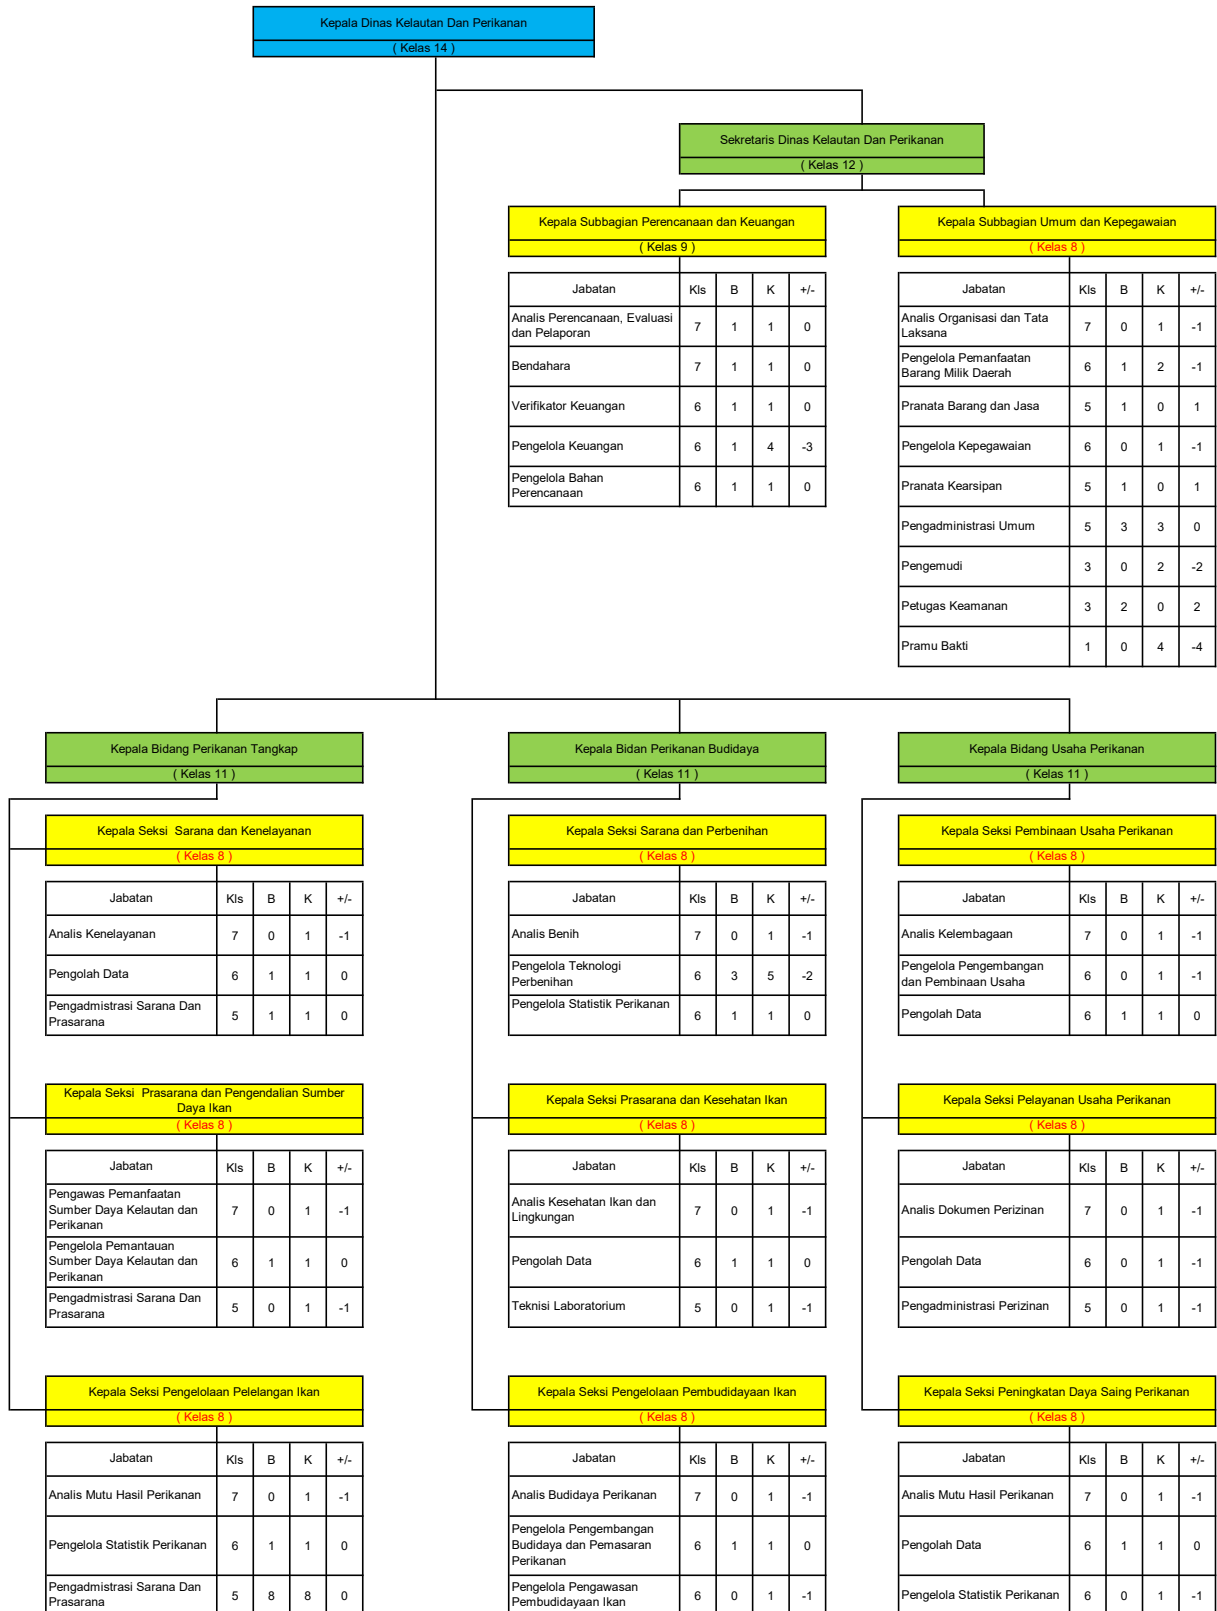 Kepala Dinas Kelautan Dan Perikanan
( Kelas 14 )
Sekretaris Dinas Kelautan Dan Perikanan
( Kelas 12 )
Kepala Subbagian Perencanaan dan Keuangan
( Kelas 9 )
Jabatan Kls B K +/-
Analis Perencanaan, Evaluasi
dan Pelaporan 7 1 1 0
Bendahara 7 1 1 0
Verifikator Keuangan 6 1 1 0
Pengelola Keuangan 6 1 4 -3
Pengelola Bahan
Perencanaan 6 1 1 0
Kepala Subbagian Umum dan Kepegawaian
( Kelas 8 )
Jabatan Kls B K +/-
Analis Organisasi dan Tata
Laksana 7 0 1 -1
Pengelola Pemanfaatan
Barang Milik Daerah 6 1 2 -1
Pranata Barang dan Jasa 5 1 0 1
Pengelola Kepegawaian 6 0 1 -1
Pranata Kearsipan 5 1 0 1
Pengadministrasi Umum 5 3 3 0
Pengemudi 3 0 2 -2
Petugas Keamanan 3 2 0 2
Pramu Bakti 1 0 4 -4
Kepala Bidang Perikanan Tangkap
( Kelas 11 )
Kepala Seksi  Sarana dan Kenelayanan
( Kelas 8 )
Jabatan Kls B K +/-
Analis Kenelayanan 7 0 1 -1
Pengolah Data 6 1 1 0
Pengadmistrasi Sarana Dan
Prasarana 5 1 1 0
Kepala Seksi  Prasarana dan Pengendalian Sumber
Daya Ikan
( Kelas 8 )
Jabatan Kls B K +/-
Pengawas Pemanfaatan
Sumber Daya Kelautan dan
Perikanan 7 0 1 -1
Pengelola Pemantauan
Sumber Daya Kelautan dan
Perikanan 6 1 1 0
Pengadmistrasi Sarana Dan
Prasarana 5 0 1 -1
Kepala Seksi Pengelolaan Pelelangan Ikan
( Kelas 8 )
Jabatan Kls B K +/-
Analis Mutu Hasil Perikanan 7 0 1 -1
Pengelola Statistik Perikanan 6 1 1 0
Pengadmistrasi Sarana Dan
Prasarana 5 8 8 0
Kepala Bidan Perikanan Budidaya
( Kelas 11 )
Kepala Seksi Sarana dan Perbenihan
( Kelas 8 )
Jabatan Kls B K +/-
Analis Benih 7 0 1 -1
Pengelola Teknologi
Perbenihan 6 3 5 -2
Pengelola Statistik Perikanan 6 1 1 0
Kepala Seksi Prasarana dan Kesehatan Ikan
( Kelas 8 )
Jabatan Kls B K +/-
Analis Kesehatan Ikan dan
Lingkungan 7 0 1 -1
Pengolah Data 6 1 1 0
Teknisi Laboratorium 5 0 1 -1
Kepala Seksi Pengelolaan Pembudidayaan Ikan
( Kelas 8 )
Jabatan Kls B K +/-
Analis Budidaya Perikanan 7 0 1 -1
Pengelola Pengembangan
Budidaya dan Pemasaran
Perikanan 6 1 1 0
Pengelola Pengawasan
Pembudidayaan Ikan 6 0 1 -1
Kepala Bidang Usaha Perikanan
( Kelas 11 )
Kepala Seksi Pembinaan Usaha Perikanan
( Kelas 8 )
Jabatan Kls B K +/-
Analis Kelembagaan 7 0 1 -1
Pengelola Pengembangan
dan Pembinaan Usaha 6 0 1 -1
Pengolah Data 6 1 1 0
Kepala Seksi Pelayanan Usaha Perikanan
( Kelas 8 )
Jabatan Kls B K +/-
Analis Dokumen Perizinan 7 0 1 -1
Pengolah Data 6 0 1 -1
Pengadministrasi Perizinan 5 0 1 -1
Kepala Seksi Peningkatan Daya Saing Perikanan
( Kelas 8 )
Jabatan Kls B K +/-
Analis Mutu Hasil Perikanan 7 0 1 -1
Pengolah Data 6 1 1 0
Pengelola Statistik Perikanan 6 0 1 -1